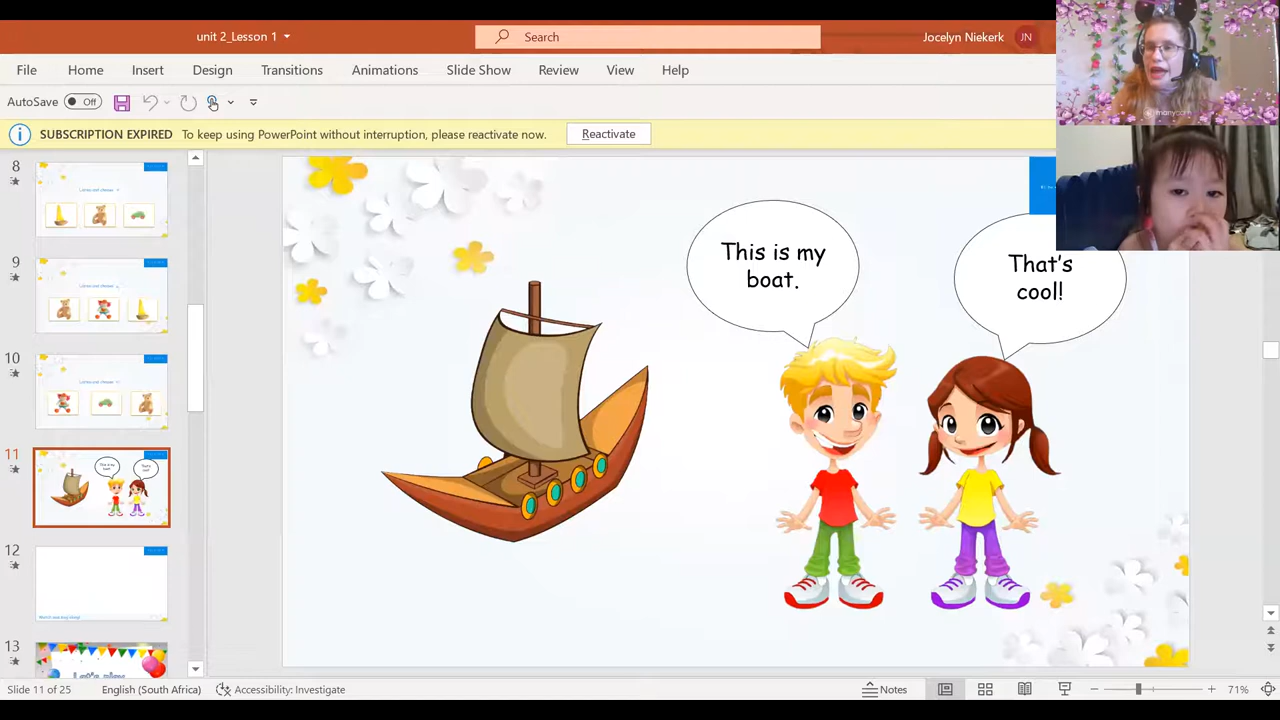 unit 2_Lesson 1
Search
Jocelyn Niekerk
JN
File Home Insert Design Transitions Animations Slide Show Review View Help
AutoSave Off
SUBSCRIPTION EXPIRED To keep using PowerPoint without interruption, please reactivate now. Reactivate
8
9
10
11
12
13
This is my
boat.
That's
cool!
Slide 11 of 25 English (South Africa) Accessibility: Investigate Notes 71%